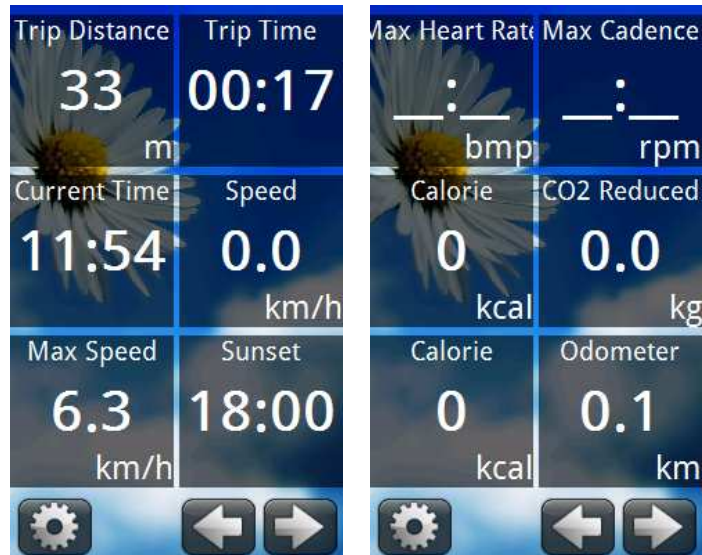 Trip Distance
33
m
Trip Time
00:17
Current Time
11:54
Speed
0.0
km/h
Max Speed
6.3
km/h
Sunset
18:00
Max Heart Rate
__:__
bmp
Max Cadence
__:__
rpm
Calorie
0
kcal
CO2 Reduced
0.0
kg
Calorie
0
kcal
Odometer
0.1
km